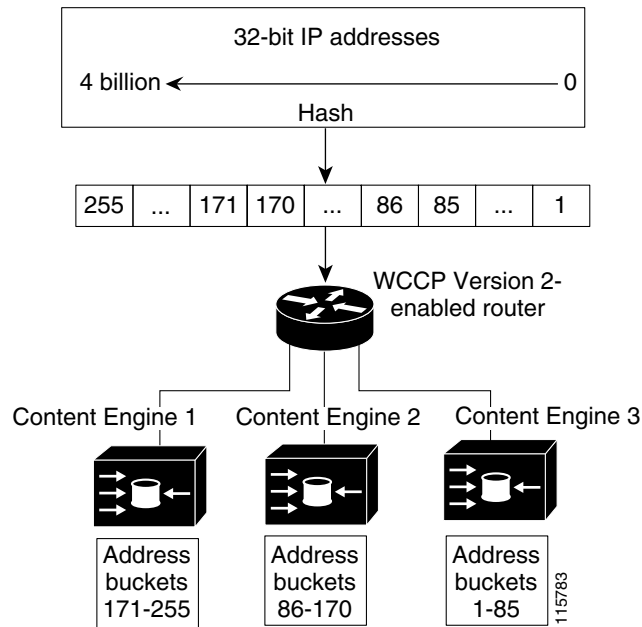 32-bit IP addresses
4 billion 0
Hash
255 ... 171 170 ... 86 85 ... 1
WCCP Version 2-
enabled router
Content Engine 1 Content Engine 2 Content Engine 3
Address
buckets
171-255
Address
buckets
86-170
Address
buckets
1-85
115783